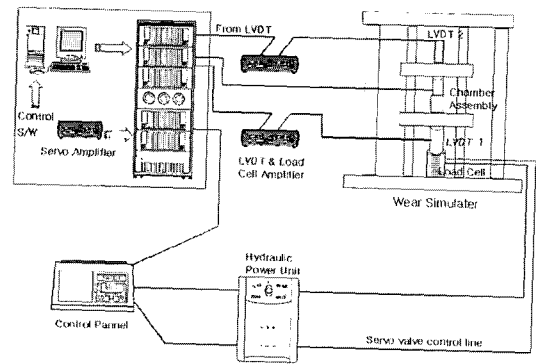 From LVDT
LVDT 2
Control
S/W
Servo Amplifier
LVDT & Load
Cell Amplifier
Chamber
Assembly
LVDT 1
Load Cell
Wear Simulater
Hydraulic
Power Unit
Control Pannel
Servo valve control line